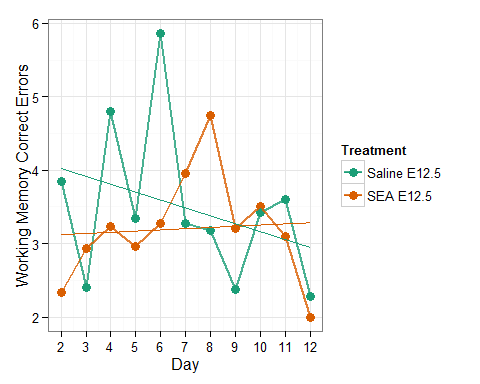 Working Memory Correct Errors
6
5
4
3
2
2 3 4 5 6 7 8 9 10 11 12
Day
Treatment
Saline E12.5
SEA E12.5